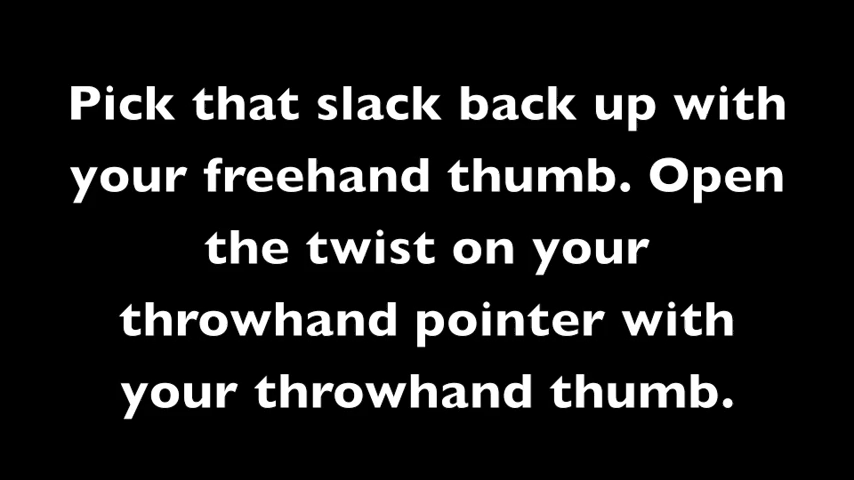 Pick that slack back up with
your freehand thumb. Open
the twist on your
throwhand pointer with
your throwhand thumb.